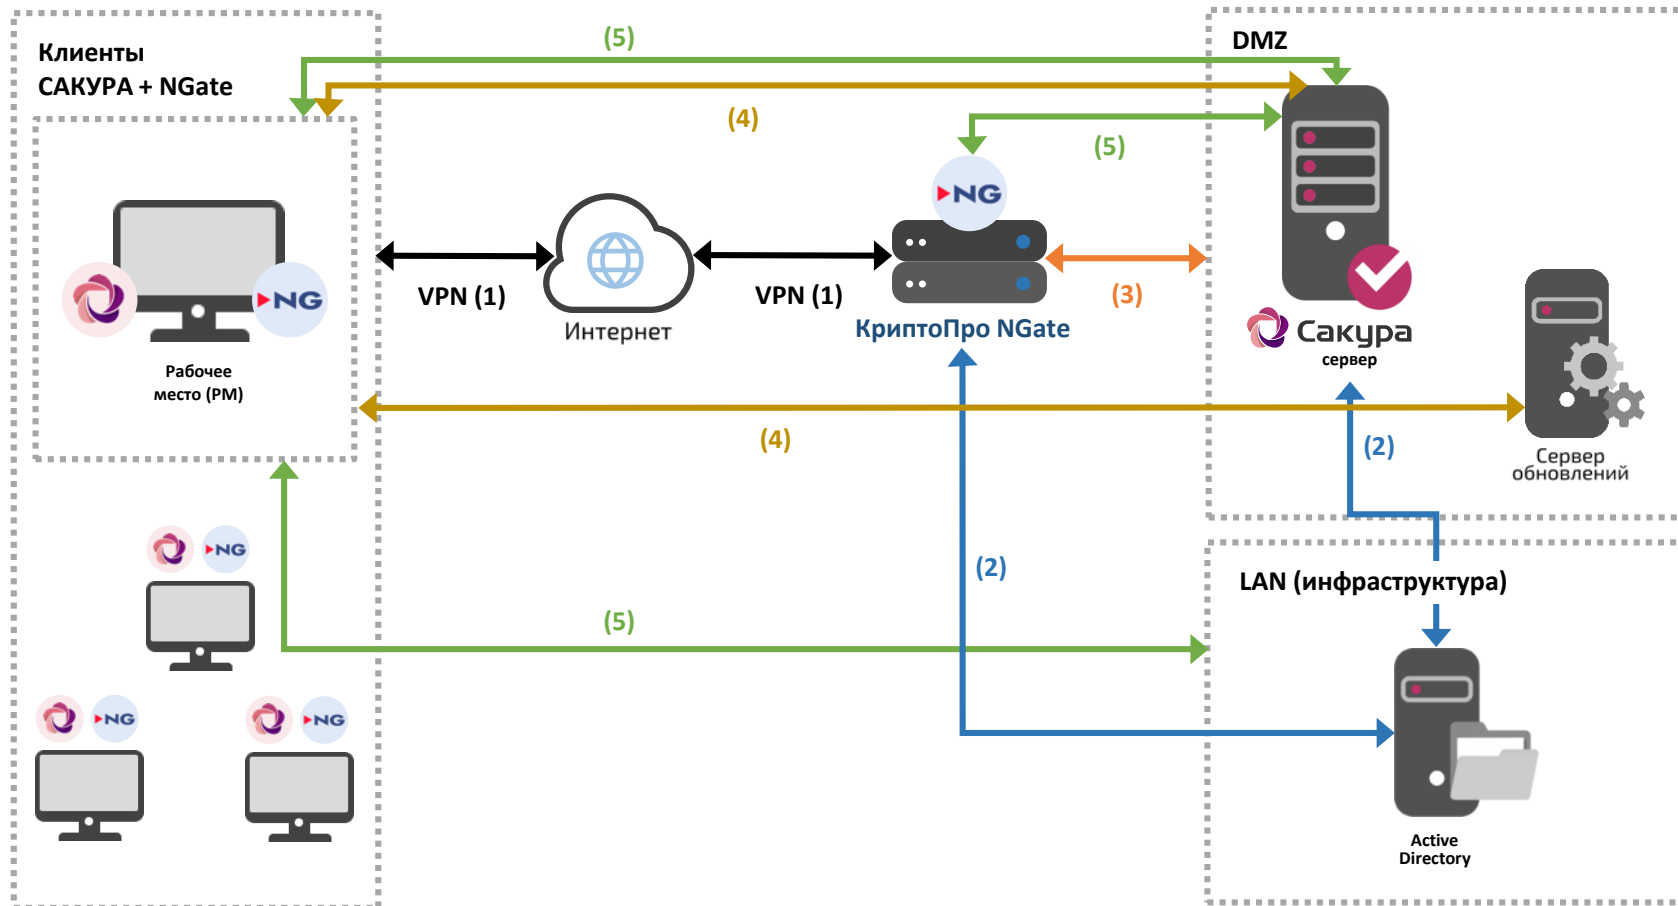 Клиенты
САКУРА + NGate
(5)
DMZ
(4)
(5)
NG
NG
VPN (1)
VPN (1)
(3)
Интернет
КриптоПро NGate
Сакура
сервер
Рабочее
место (РМ)
(4)
(2)
Сервер
обновлений
NG
(2)
LAN (инфраструктура)
(5)
NG
NG
Active
Directory